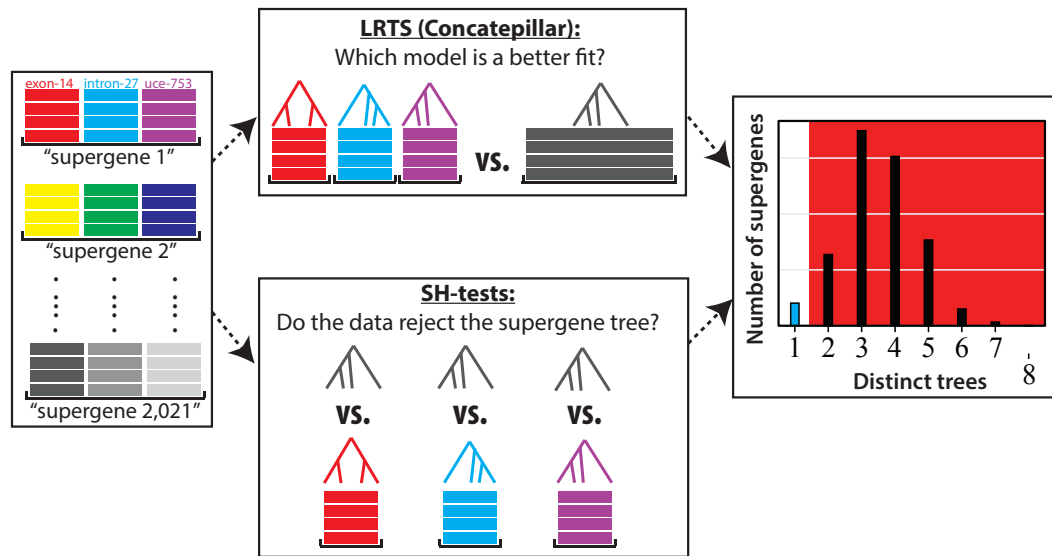 exon-14 intron-27 uce-753
“supergene 1”
“supergene 2”
“supergene 2,021”
LRTS (Concatepillar):
Which model is a better fit?
vs.
SH-tests:
Do the data reject the supergene tree?
vs. vs. vs.
Number of supergenes
1 2 3 4 5 6 7 8
Distinct trees